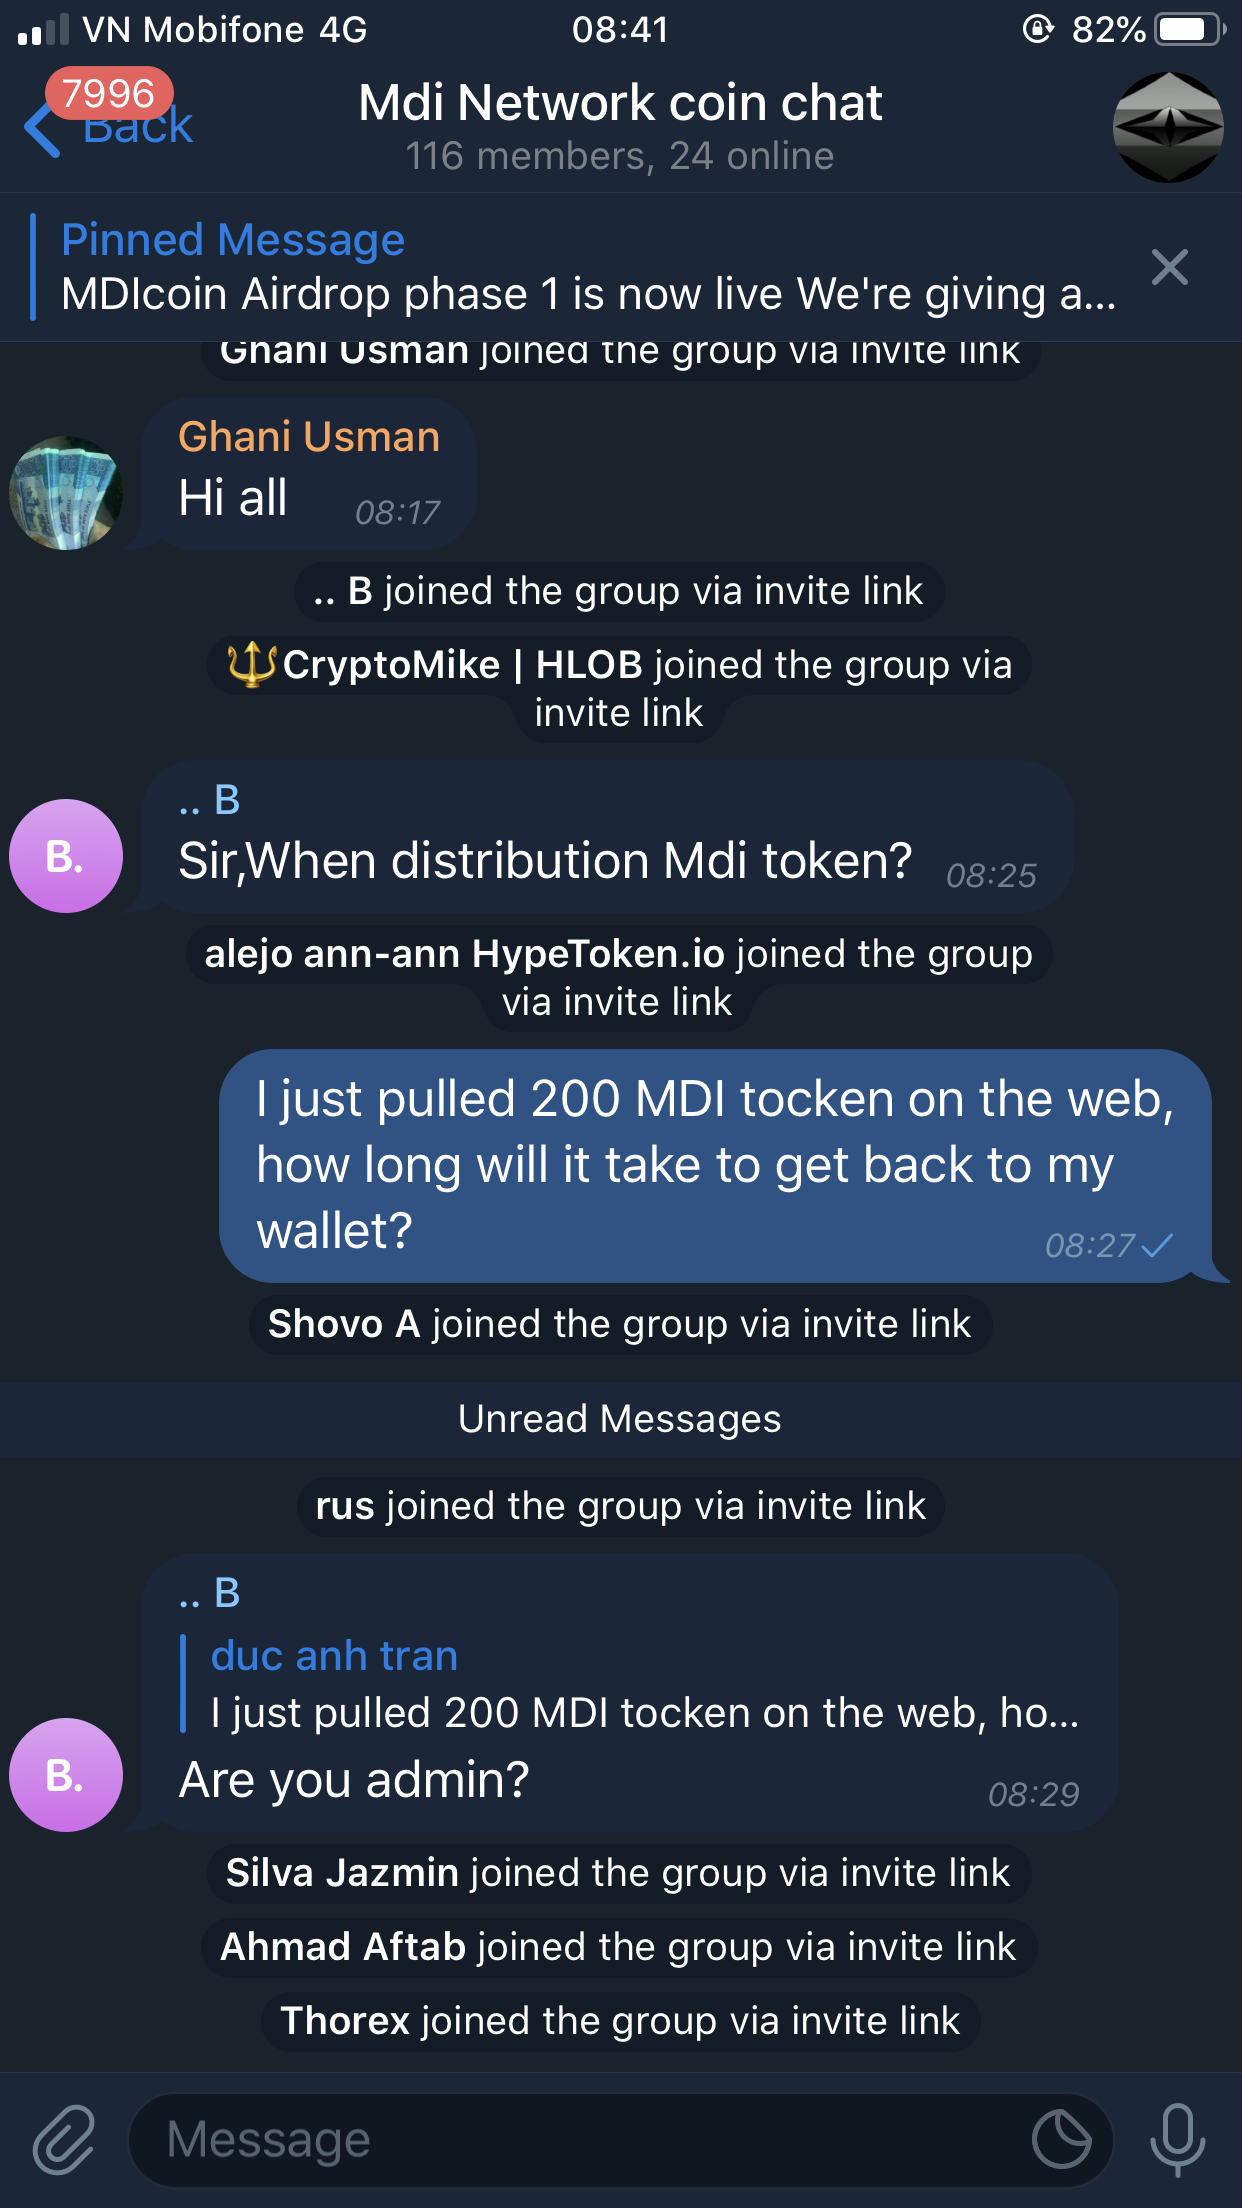 VN Mobifone 4G 08:41 82%
7996
Back
Mdi Network coin chat
116 members, 24 online
Pinned Message
MDIcoin Airdrop phase 1 is now live We're giving a...
Ghani Usman joined the group via invite link
Ghani Usman
Hi all 08:17
.. B joined the group via invite link
🔱CryptoMike | HLOB joined the group via
invite link
.. B
B.
Sir,When distribution Mdi token? 08:25
alejo ann-ann HypeToken.io joined the group
via invite link
I just pulled 200 MDI tocken on the web,
how long will it take to get back to my
wallet?
08:27
Shovo A joined the group via invite link
Unread Messages
rus joined the group via invite link
.. B
duc anh tran
I just pulled 200 MDI tocken on the web, ho...
B.
Are you admin?
08:29
Silva Jazmin joined the group via invite link
Ahmad Aftab joined the group via invite link
Thorex joined the group via invite link
Message